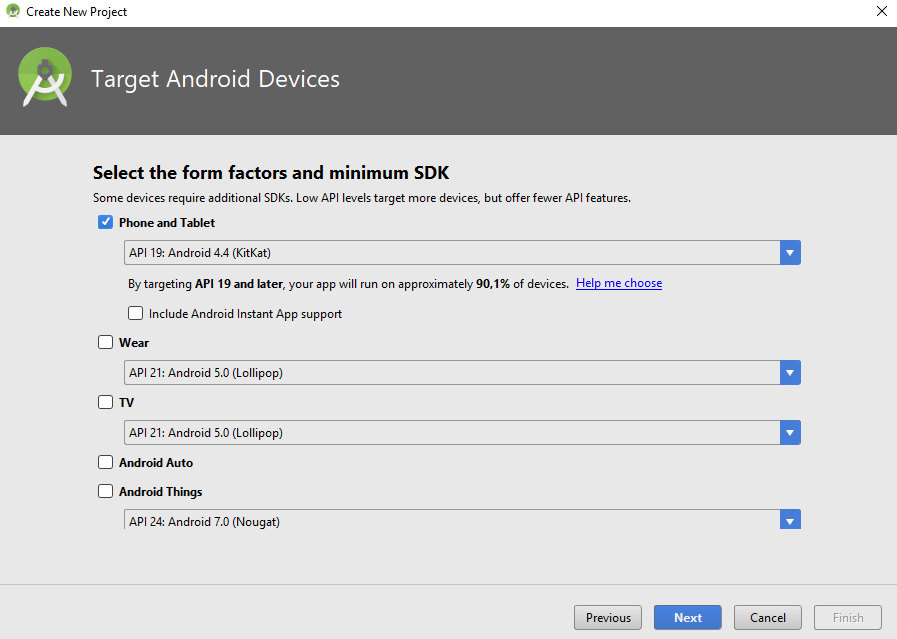 Create New Project
Target Android Devices
Select the form factors and minimum SDK
Some devices require additional SDKs. Low API levels target more devices, but offer fewer API features.
Phone and Tablet
API 19: Android 4.4 (KitKat)
By targeting API 19 and later, your app will run on approximately 90,1% of devices. Help me choose
Include Android Instant App support
Wear
API 21: Android 5.0 (Lollipop)
TV
API 21: Android 5.0 (Lollipop)
Android Auto
Android Things
API 24: Android 7.0 (Nougat)
Previous Next Cancel Finish